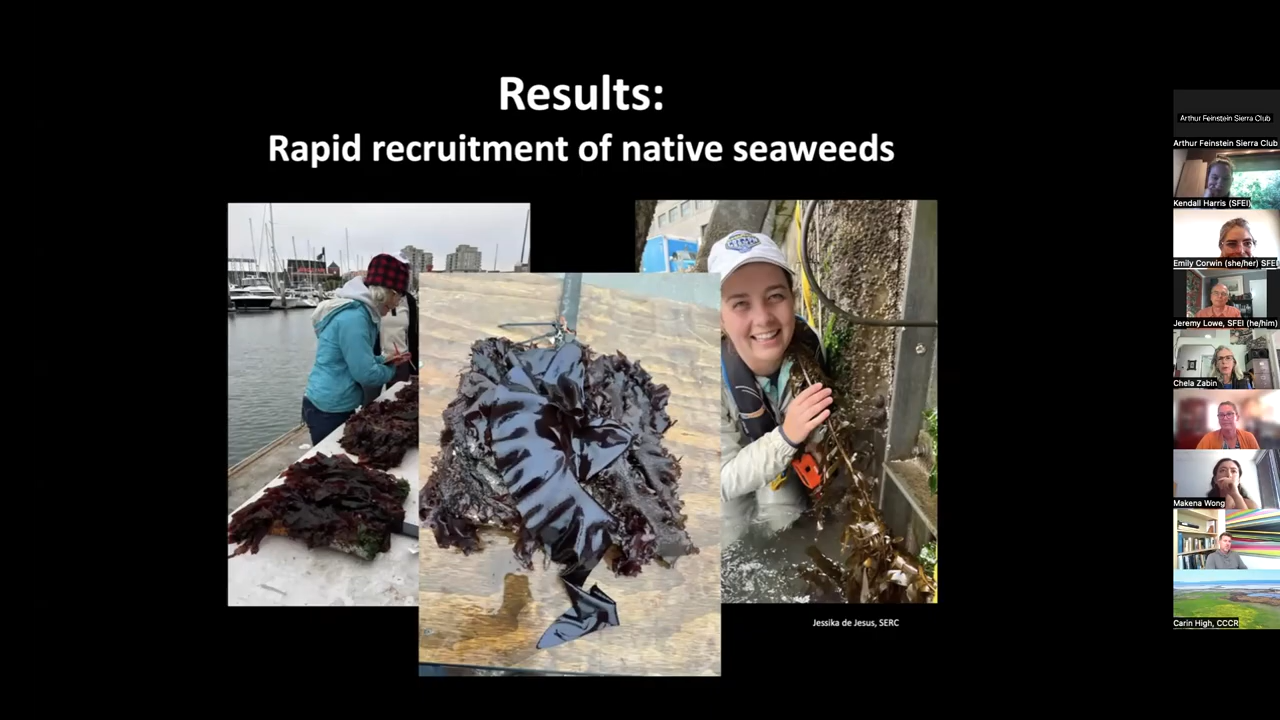 Results:
Rapid recruitment of native seaweeds
Jessika de Jesus, SERC
Arthur Feinstein Sierra Club
Arthur Feinstein Sierra Club
Kendall Harris (SFEI)
Emily Corwin (she/her) SFEI
Jeremy Lowe, SFEI (he/him)
Chela Zabin
Makena Wong
Carin High, CCCR